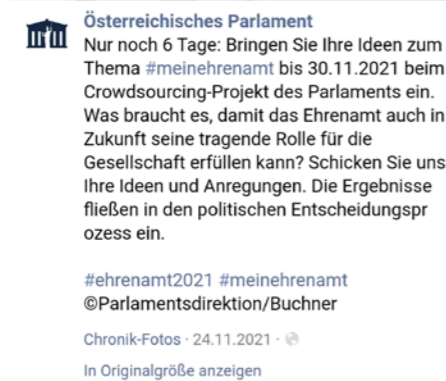 Österreichisches Parlament
Nur noch 6 Tage: Bringen Sie Ihre Ideen zum
Thema #meinehrenamt bis 30.11.2021 beim
Crowdsourcing-Projekt des Parlaments ein.
Was braucht es, damit das Ehrenamt auch in
Zukunft seine tragende Rolle für die
Gesellschaft erfüllen kann? Schicken Sie uns
Ihre Ideen und Anregungen. Die Ergebnisse
fließen in den politischen Entscheidungspr
ozess ein.
#ehrenamt2021 #meinehrenamt
©Parlamentsdirektion/Buchner
Chronik-Fotos · 24.11.2021 ·
In Originalgröße anzeigen